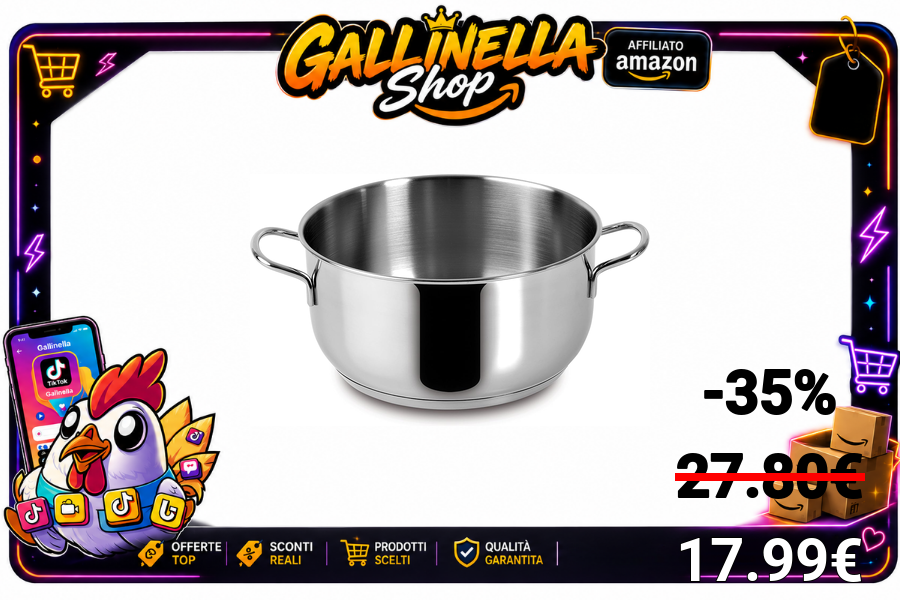 GALLINELLA
Shop
AFFILIATO
amazon
Gallinella
TikTok
Gallinella
-35%
27.80€
17.99€
OFFERTE
TOP
SCONTI
REALI
PRODOTTI
SCELTI
QUALITÀ
GARANTITA